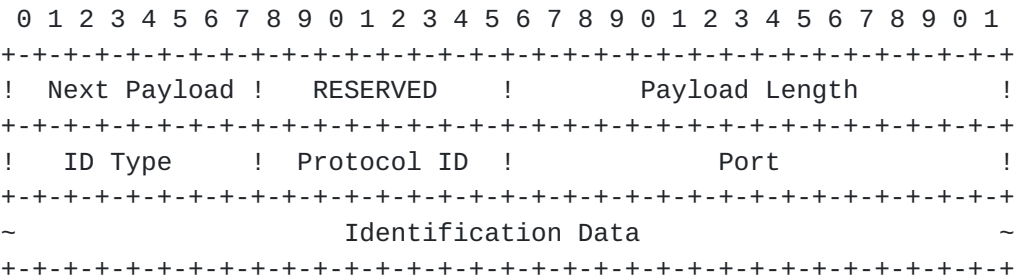 0 1 2 3 4 5 6 7 8 9 0 1 2 3 4 5 6 7 8 9 0 1 2 3 4 5 6 7 8 9 0 1
+-+-+-+-+-+-+-+-+-+-+-+-+-+-+-+-+-+-+-+-+-+-+-+-+-+-+-+-+-+-+-+-+
!  Next Payload !   RESERVED    !        Payload Length         !
+-+-+-+-+-+-+-+-+-+-+-+-+-+-+-+-+-+-+-+-+-+-+-+-+-+-+-+-+-+-+-+-+
!   ID Type     !  Protocol ID  !             Port              !
+-+-+-+-+-+-+-+-+-+-+-+-+-+-+-+-+-+-+-+-+-+-+-+-+-+-+-+-+-+-+-+-+
~                     Identification Data                       ~
+-+-+-+-+-+-+-+-+-+-+-+-+-+-+-+-+-+-+-+-+-+-+-+-+-+-+-+-+-+-+-+-+